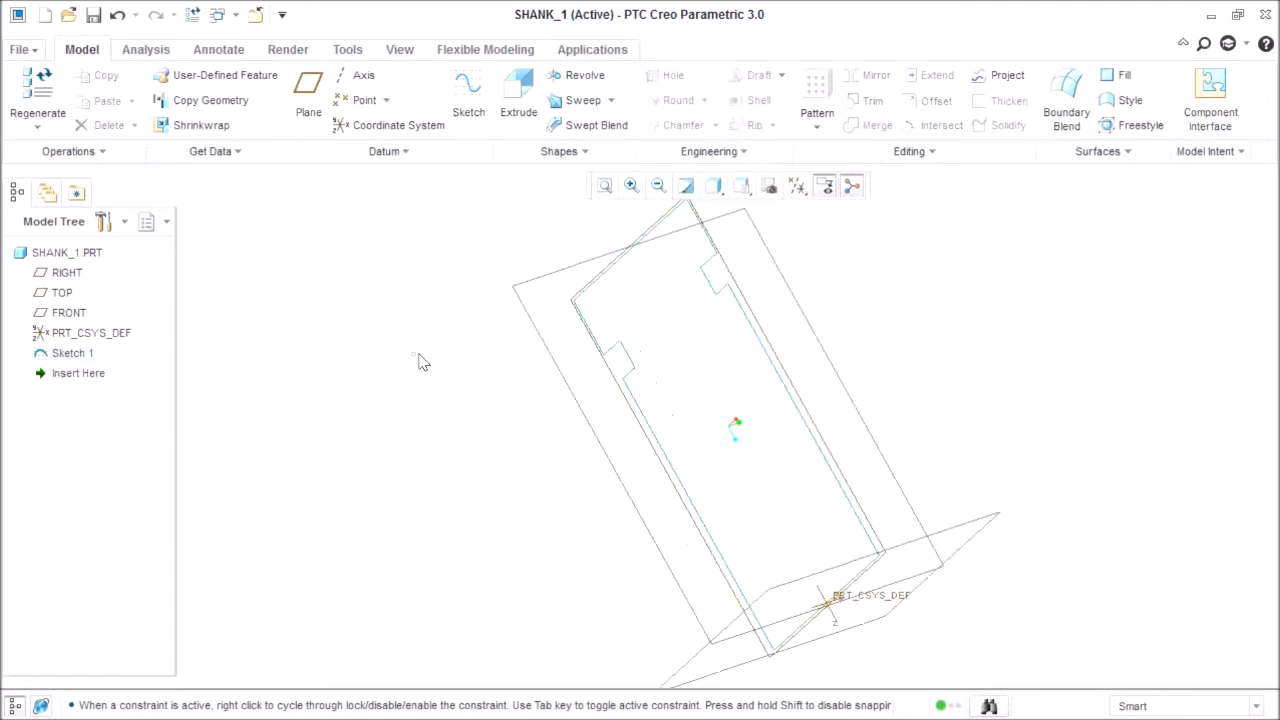 SHANK_1 (Active) - PTC Creo Parametric 3.0
File Model Analysis Annotate Render Tools View Flexible Modeling Applications
Regenerate Copy Paste Delete User-Defined Feature Copy Geometry Shrinkwrap Plane Axis Point Coordinate System Sketch Extrude Revolve Sweep Swept Blend Hole Round Chamfer Draft Shell Rib Pattern Mirror Trim Merge Extend Offset Intersect Project Thicken Solidify Boundary Blend Fill Style Freestyle Component Interface
Operations Get Data Datum Shapes Engineering Editing Surfaces Model Intent
Model Tree
SHANK_1.PRT
RIGHT
TOP
FRONT
PRT_CSYS_DEF
Sketch 1
Insert Here
PRT_CSYS_DEF
Z
When a constraint is active, right click to cycle through lock/disable/enable the constraint. Use Tab key to toggle active constraint. Press and hold Shift to disable snappir
Smart